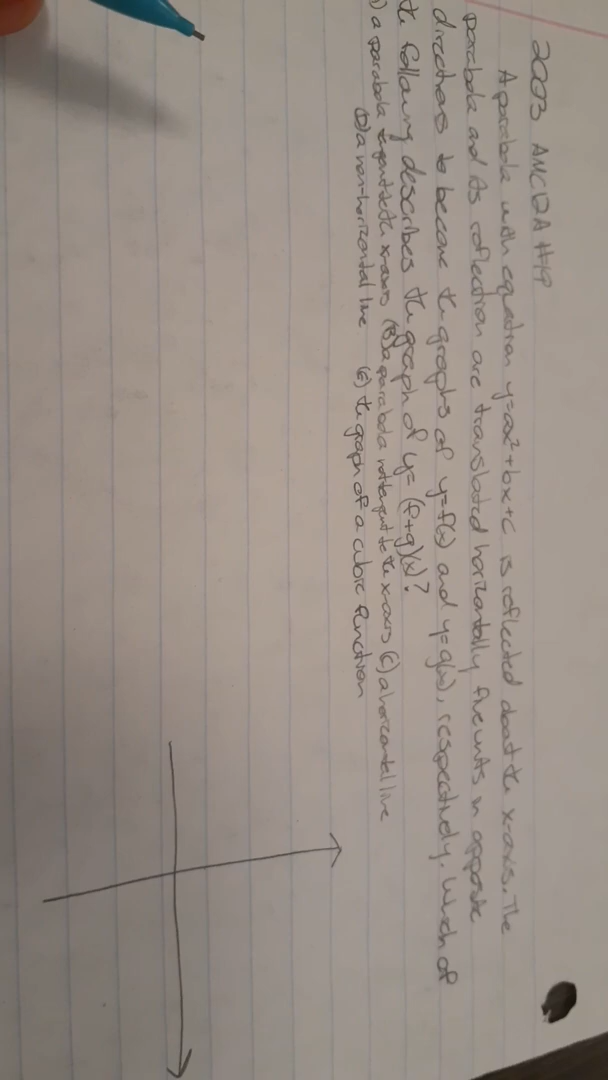 2003 AMC12A #19
A parabola with equation y=ax²+bx+c is reflected about the x-axis. The
parabola and its reflection are translated horizontally five units in opposite
directions to become the graphs of y=f(x) and y=g(x), respectively. Which of
the following describes the graph of y=(f+g)(x)?
) a parabola tangent to the x-axis (B) a parabola not tangent to the x-axis (C) a horizontal line
(D) a non-horizontal line (E) the graph of a cubic function